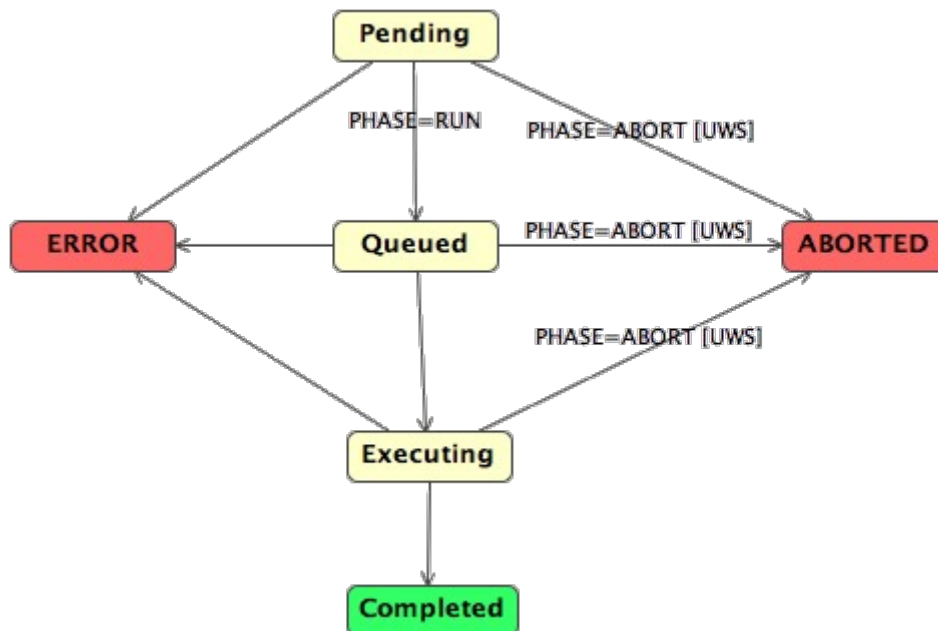 Pending
PHASE=RUN
PHASE=ABORT [UWS]
ERROR
Queued
PHASE=ABORT [UWS]
ABORTED
PHASE=ABORT [UWS]
Executing
Completed